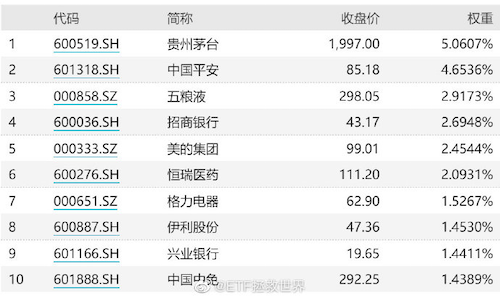 代码 简称 收盘价 权重
1 600519.SH 贵州茅台 1,997.00 5.0607%
2 601318.SH 中国平安 85.18 4.6536%
3 000858.SZ 五粮液 298.05 2.9173%
4 600036.SH 招商银行 43.17 2.6948%
5 000333.SZ 美的集团 99.01 2.4544%
6 600276.SH 恒瑞医药 111.20 2.0931%
7 000651.SZ 格力电器 62.90 1.5267%
8 600887.SH 伊利股份 47.36 1.4530%
9 601166.SH 兴业银行 19.65 1.4411%
10 601888.SH 中国中免 292.25 1.4389%
@ETF拯救世界